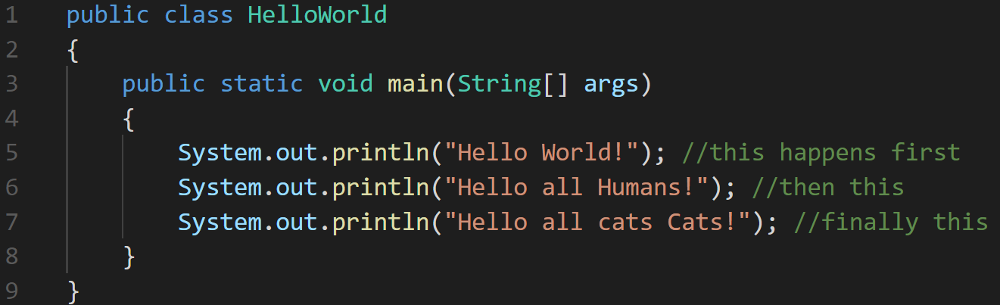 1 public class HelloWorld
2 {
3 public static void main(String[] args)
4 {
5 System.out.println("Hello World!"); //this happens first
6 System.out.println("Hello all Humans!"); //then this
7 System.out.println("Hello all cats Cats!"); //finally this
8 }
9 }